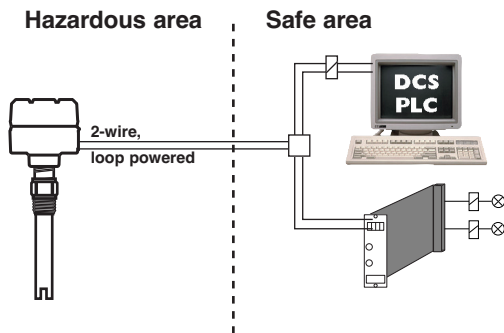 Hazardous area
Safe area
DCS
PLC
2-wire,
loop powered